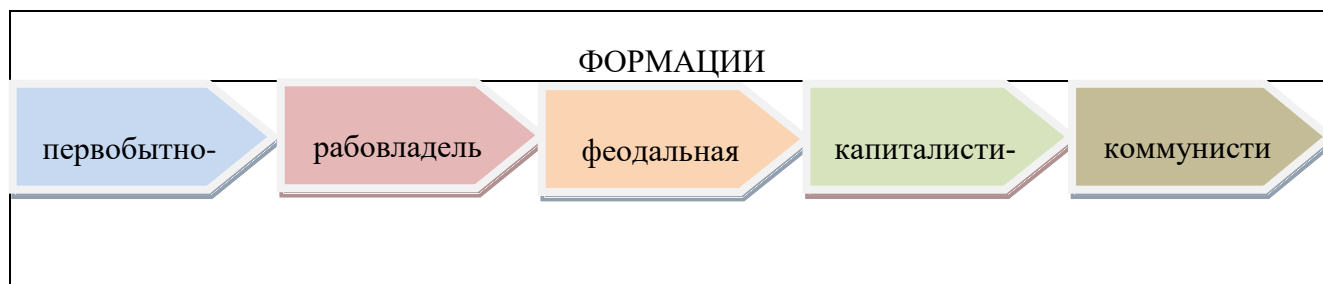 ФОРМАЦИИ
первобытно-
рабовладель
феодальная
капиталисти-
коммунисти